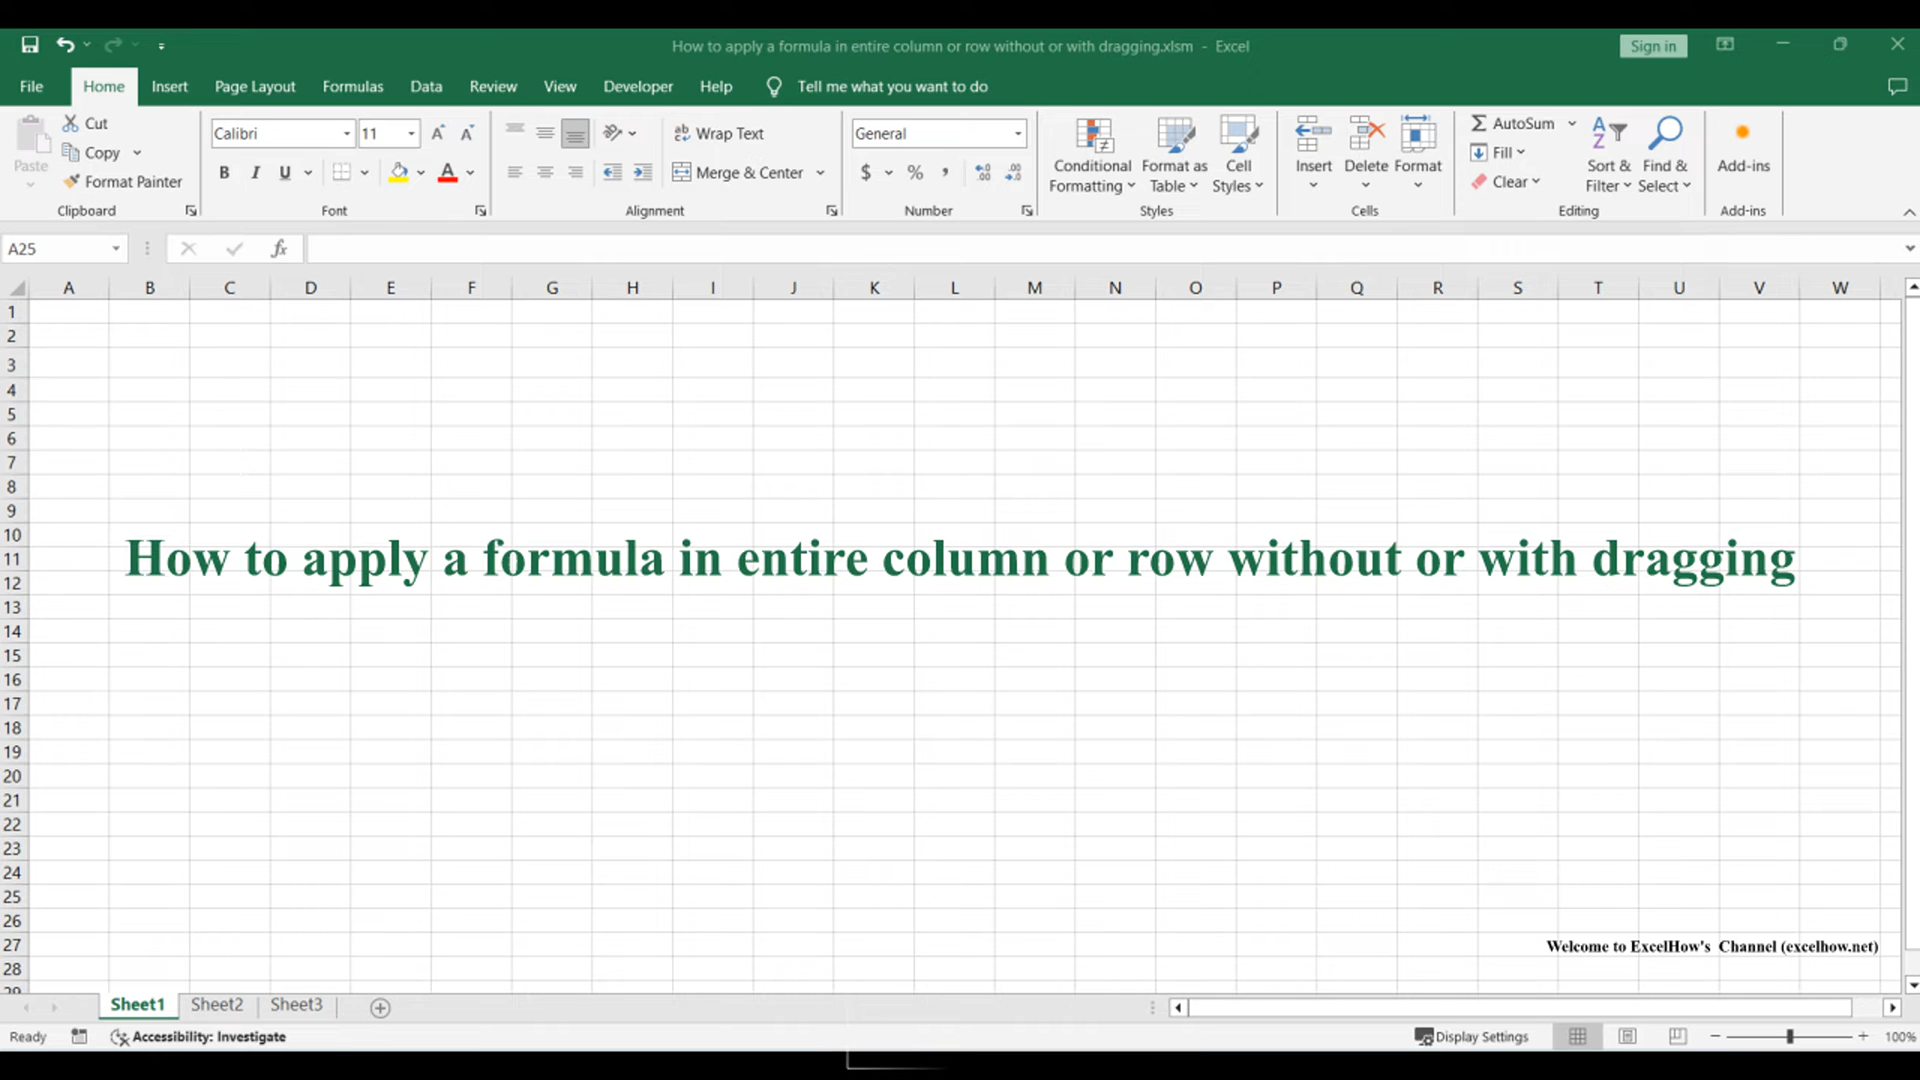 How to apply a formula in entire column or row without or with dragging.xlsm - Excel
Sign in
File Home Insert Page Layout Formulas Data Review View Developer Help Tell me what you want to do
Paste
Cut
Copy
Format Painter
Clipboard
Calibri 11
B I U
Font
Wrap Text
Merge & Center
Alignment
General
$ % ,
Number
Conditional Formatting
Format as Table
Cell Styles
Styles
Insert Delete Format
Cells
AutoSum
Fill
Clear
Sort & Filter
Find & Select
Editing
Add-ins
Add-ins
A25 fx
A B C D E F G H I J K L M N O P Q R S T U V W
1
2
3
4
5
6
7
8
9
10
11
12
13
14
15
16
17
18
19
20
21
22
23
24
25
26
27
28
29
How to apply a formula in entire column or row without or with dragging
Welcome to ExcelHow's Channel (excelhow.net)
Sheet1 Sheet2 Sheet3
Ready Accessibility: Investigate Display Settings 100%